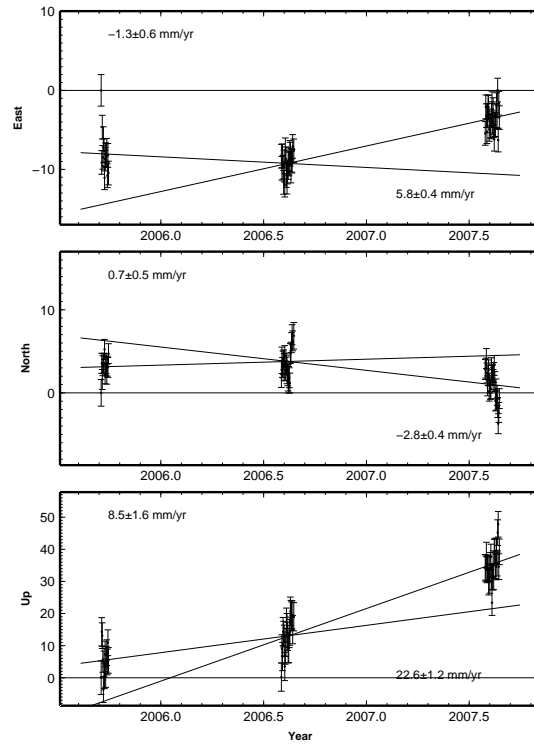 10
−1.3±0.6 mm/yr
0
East
−10
5.8±0.4 mm/yr
2006.0 2006.5 2007.0 2007.5
0.7±0.5 mm/yr
10
North
0
−2.8±0.4 mm/yr
2006.0 2006.5 2007.0 2007.5
50
8.5±1.6 mm/yr
40
30
Up
20
10
0
22.6±1.2 mm/yr
2006.0 2006.5 2007.0 2007.5
Year